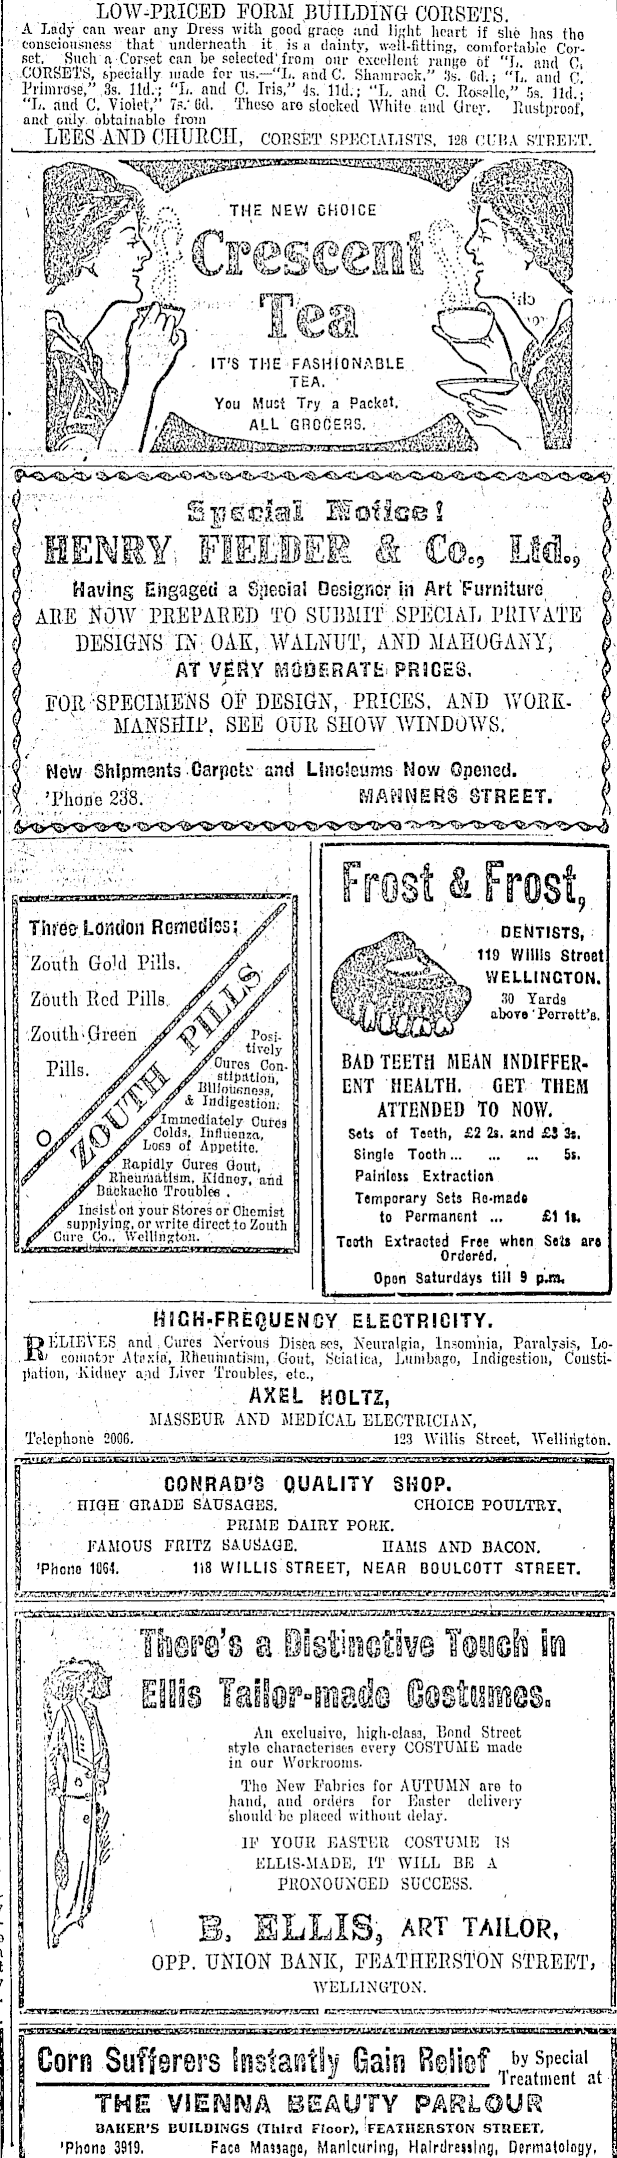 LOW-PRICED FORM BUILDING CORSETS.
A Lady can wear any Dress with good grace and light heart if she has the
consciousness that underneath it is a dainty, well-fitting, comfortable Cor-
set. Such a Corset can be selected from our excellent range of "L. and C.
CORSETS, specially made for us.—"L. and C. Shamrock," 3s. 6d.; "L. and C.
Primrose," 3s. 11d.; "L. and C. Iris," 4s. 11d.; "L. and C. Roselle," 5s. 11d.;
"L. and C. Violet," 7s. 6d. These are stocked White and Grey. Rustproof,
and only obtainable from
LEES AND CHURCH, CORSET SPECIALISTS, 128 CUBA STREET.
THE NEW CHOICE
Crescent
Tea
IT'S THE FASHIONABLE
TEA.
You Must Try a Packet.
ALL GROCERS.
Special Notice!
HENRY FIELDER & Co., Ltd.,
Having Engaged a Special Designer in Art Furniture
ARE NOW PREPARED TO SUBMIT SPECIAL PRIVATE
DESIGNS IN OAK, WALNUT, AND MAHOGANY,
AT VERY MODERATE PRICES.
FOR SPECIMENS OF DESIGN, PRICES, AND WORK-
MANSHIP, SEE OUR SHOW WINDOWS.
New Shipments Carpets and Linoleums Now Opened.
'Phone 238. MANNERS STREET.
Three London Remedies:
Zouth Gold Pills.
Zouth Red Pills.
Zouth Green
Pills.
ZOUTH PILLS
Posi-
tively
Cures Con-
stipation,
Biliousness,
& Indigestion.
Immediately Cures
Colds, Influenza,
Loss of Appetite.
Rapidly Cures Gout,
Rheumatism, Kidney, and
Backache Troubles.
Insist on your Stores or Chemist
supplying, or write direct to Zouth
Cure Co., Wellington.
Frost & Frost,
DENTISTS,
119 Willis Street
WELLINGTON.
30 Yards
above Perrett's.
BAD TEETH MEAN INDIFFER-
ENT HEALTH. GET THEM
ATTENDED TO NOW.
Sets of Teeth, £2 2s. and £3 3s.
Single Tooth ... ... ... 5s.
Painless Extraction
Temporary Sets Re-made
to Permanent ... £1 1s.
Teeth Extracted Free when Sets are
Ordered.
Open Saturdays till 9 p.m.
HIGH-FREQUENCY ELECTRICITY.
RELIEVES and Cures Nervous Diseases, Neuralgia, Insomnia, Paralysis, Lo-
comotor Ataxia, Rheumatism, Gout, Sciatica, Lumbago, Indigestion, Consti-
pation, Kidney and Liver Troubles, etc.,
AXEL HOLTZ,
MASSEUR AND MEDICAL ELECTRICIAN,
Telephone 2006. 123 Willis Street, Wellington.
CONRAD'S QUALITY SHOP.
HIGH GRADE SAUSAGES. CHOICE POULTRY.
PRIME DAIRY PORK.
FAMOUS FRITZ SAUSAGE. HAMS AND BACON.
'Phone 1864. 118 WILLIS STREET, NEAR BOULCOTT STREET.
There's a Distinctive Touch in
Ellis Tailor-made Costumes.
An exclusive, high-class, Bond Street
style characterises every COSTUME made
in our Workrooms.
The New Fabrics for AUTUMN are to
hand, and orders for Easter delivery
should be placed without delay.
IF YOUR EASTER COSTUME IS
ELLIS-MADE, IT WILL BE A
PRONOUNCED SUCCESS.
B. ELLIS, ART TAILOR,
OPP. UNION BANK, FEATHERSTON STREET,
WELLINGTON.
Corn Sufferers Instantly Gain Relief by Special
Treatment at
THE VIENNA BEAUTY PARLOUR
BAKER'S BUILDINGS (Third Floor), FEATHERSTON STREET.
'Phone 3919. Face Massage, Manicuring, Hairdressing, Dermatology,